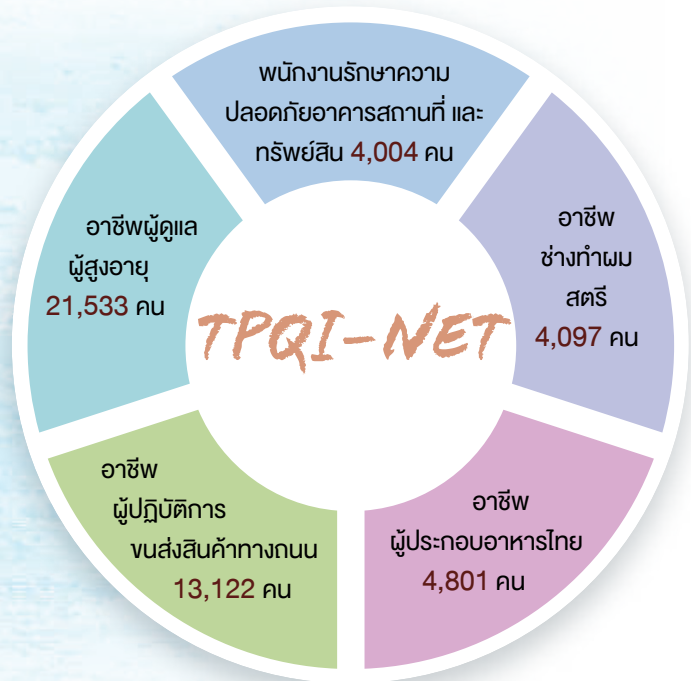 พนักงานรักษาความ
ปลอดภัยอาคารสถานที่ และ
ทรัพย์สิน 4,004 คน
อาชีพ
ช่างทำผม
สตรี
4,097 คน
อาชีพ
ผู้ประกอบอาหารไทย
4,801 คน
อาชีพ
ผู้ปฏิบัติการ
ขนส่งสินค้าทางถนน
13,122 คน
อาชีพผู้ดูแล
ผู้สูงอายุ
21,533 คน
TPQI-NET